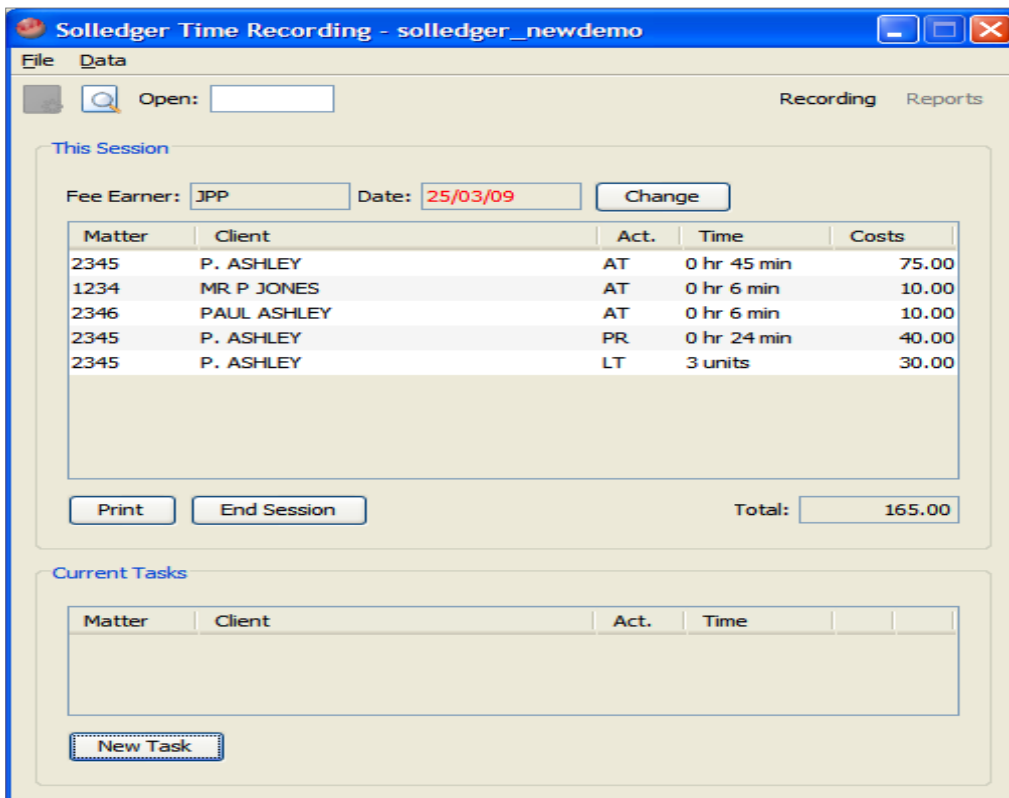 Solledger Time Recording - solledger_newdemo
File Data
Open: Recording Reports
This Session
Fee Earner: JPP Date: 25/03/09 Change
Matter Client Act. Time Costs
2345 P. ASHLEY AT 0 hr 45 min 75.00
1234 MR P JONES AT 0 hr 6 min 10.00
2346 PAUL ASHLEY AT 0 hr 6 min 10.00
2345 P. ASHLEY PR 0 hr 24 min 40.00
2345 P. ASHLEY LT 3 units 30.00
Print End Session Total: 165.00
Current Tasks
Matter Client Act. Time
New Task